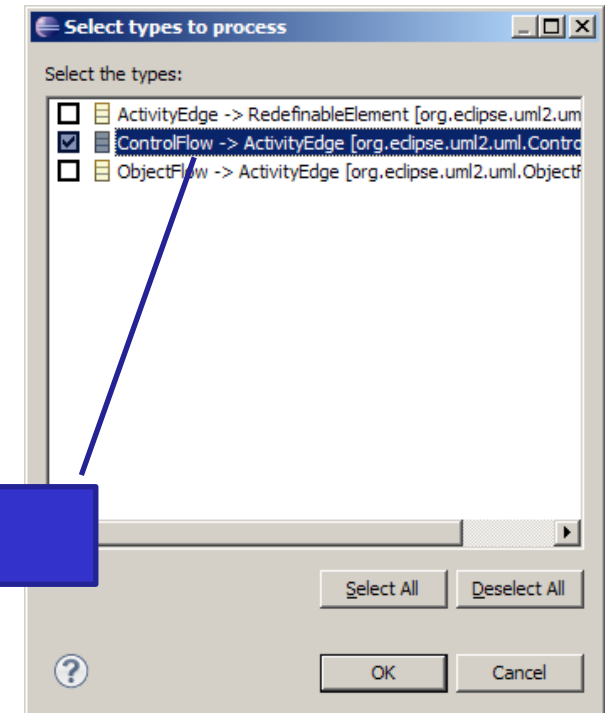 Select types to process
Select the types:
ActivityEdge -> RedefinableElement [org.eclipse.uml2.um
ControlFlow -> ActivityEdge [org.eclipse.uml2.uml.Contro
ObjectFlow -> ActivityEdge [org.eclipse.uml2.uml.Objectf
Select All Deselect All
? OK Cancel